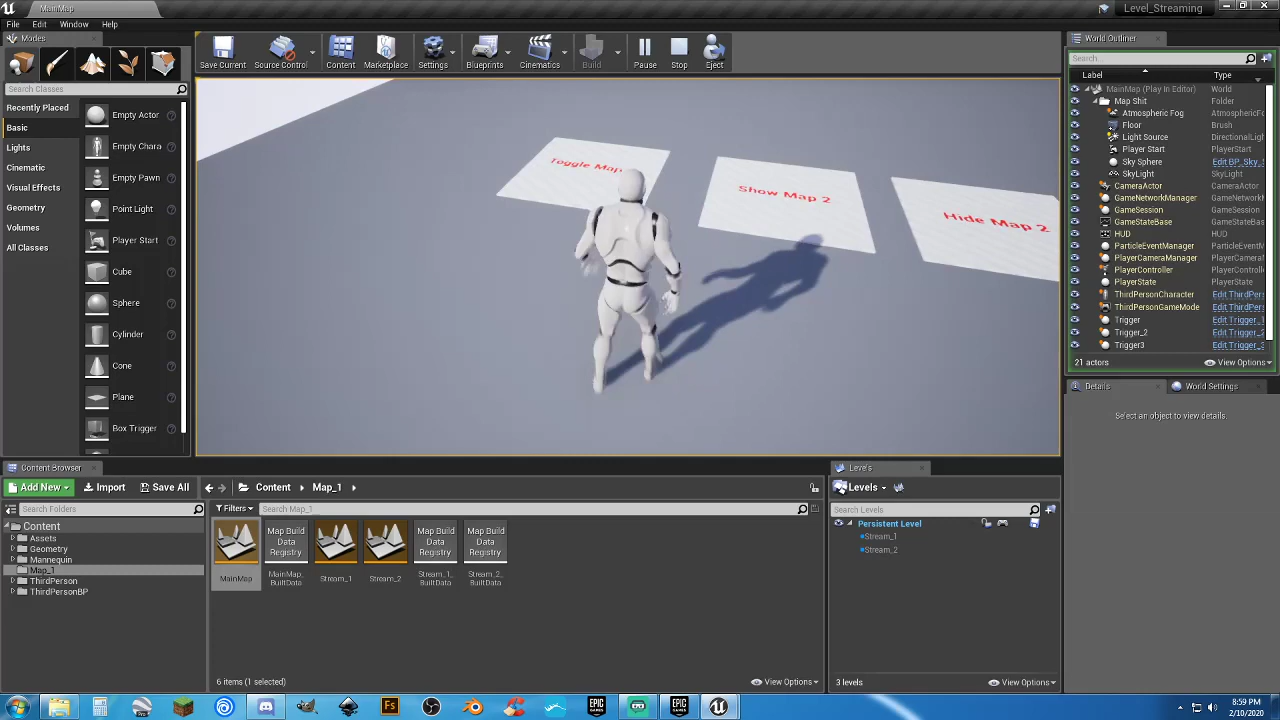 MainMap
Level_Streaming
File Edit Window Help
Modes
Search Classes
Recently Placed
Basic
Lights
Cinematic
Visual Effects
Geometry
Volumes
All Classes
Empty Actor
Empty Chara
Empty Pawn
Point Light
Player Start
Cube
Sphere
Cylinder
Cone
Plane
Box Trigger
Save Current
Source Control
Content
Marketplace
Settings
Blueprints
Cinematics
Build
Pause
Stop
Eject
Toggle Map
Show Map 2
Hide Map 2
World Outliner
Search...
Label Type
MainMap (Play In Editor) World
Map Shit Folder
Atmospheric Fog AtmosphericF
Floor Brush
Light Source DirectionalLigh
Player Start PlayerStart
Sky Sphere Edit BP_Sky_S
SkyLight SkyLight
CameraActor CameraActor
GameNetworkManager GameNetwork
GameSession GameSession
GameStateBase GameStateBas
HUD HUD
ParticleEventManager ParticleEventM
PlayerCameraManager PlayerCamera
PlayerController PlayerControlle
PlayerState PlayerState
ThirdPersonCharacter Edit ThirdPers
ThirdPersonGameMode Edit ThirdPers
Trigger Edit Trigger_1
Trigger_2 Edit Trigger_2
Trigger3 Edit Trigger_3
21 actors View Options
Details World Settings
Select an object to view details.
Content Browser
Add New Import Save All Content Map_1
Search Folders
Filters Search Map_1
Content
Assets
Geometry
Mannequin
Map_1
ThirdPerson
ThirdPersonBP
MainMap
Map Build Data Registry
MainMap_BuiltData
Stream_1
Stream_2
Map Build Data Registry
Stream_1_BuiltData
Map Build Data Registry
Stream_2_BuiltData
6 items (1 selected) View Options
Levels
Levels
Search Levels
Persistent Level
Stream_1
Stream_2
3 levels View Options
8:59 PM
2/10/2020